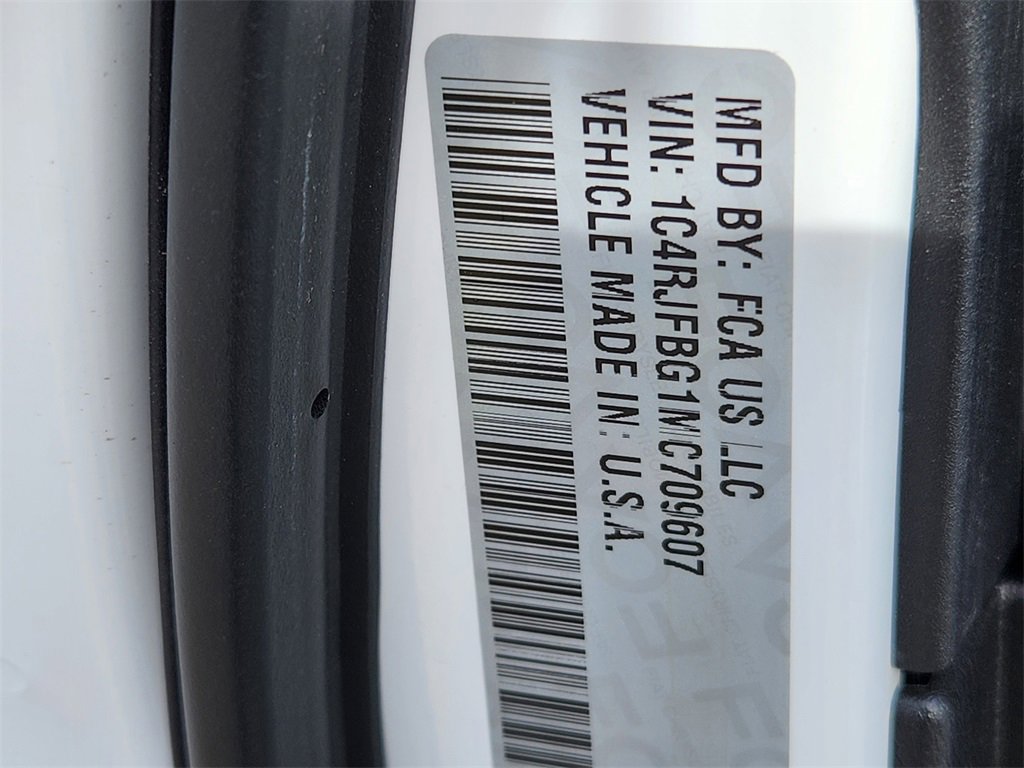 MFD BY: FCA US LLC
VIN: 1C4RJFBG1MC709607
VEHICLE MADE IN: U.S.A.